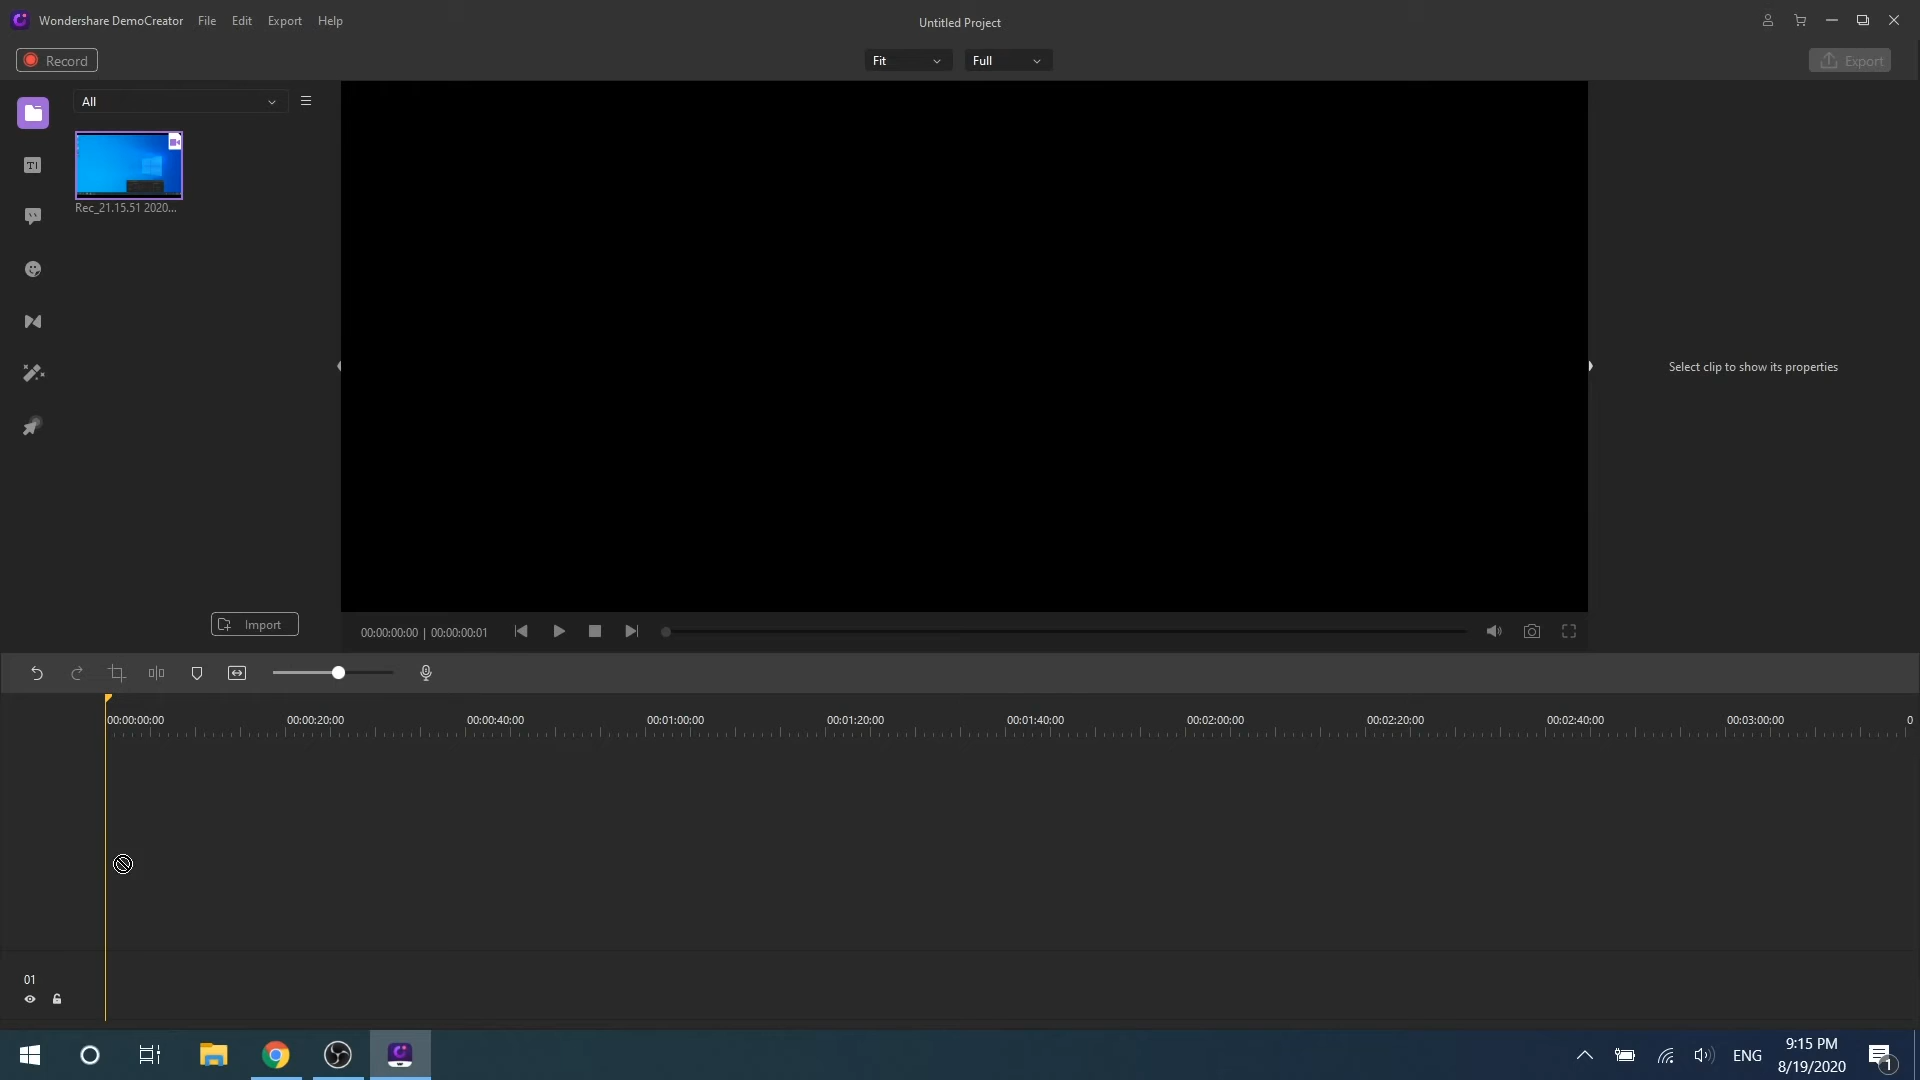 Wondershare DemoCreator File Edit Export Help
Untitled Project
Record
Fit
Full
Export
All
TI
Rec_21.15.51 2020...
Select clip to show its properties
Import
00:00:00:00 | 00:00:00:01
00:00:00:00 00:00:20:00 00:00:40:00 00:01:00:00 00:01:20:00 00:01:40:00 00:02:00:00 00:02:20:00 00:02:40:00 00:03:00:00 0
01
ENG
9:15 PM
8/19/2020
1